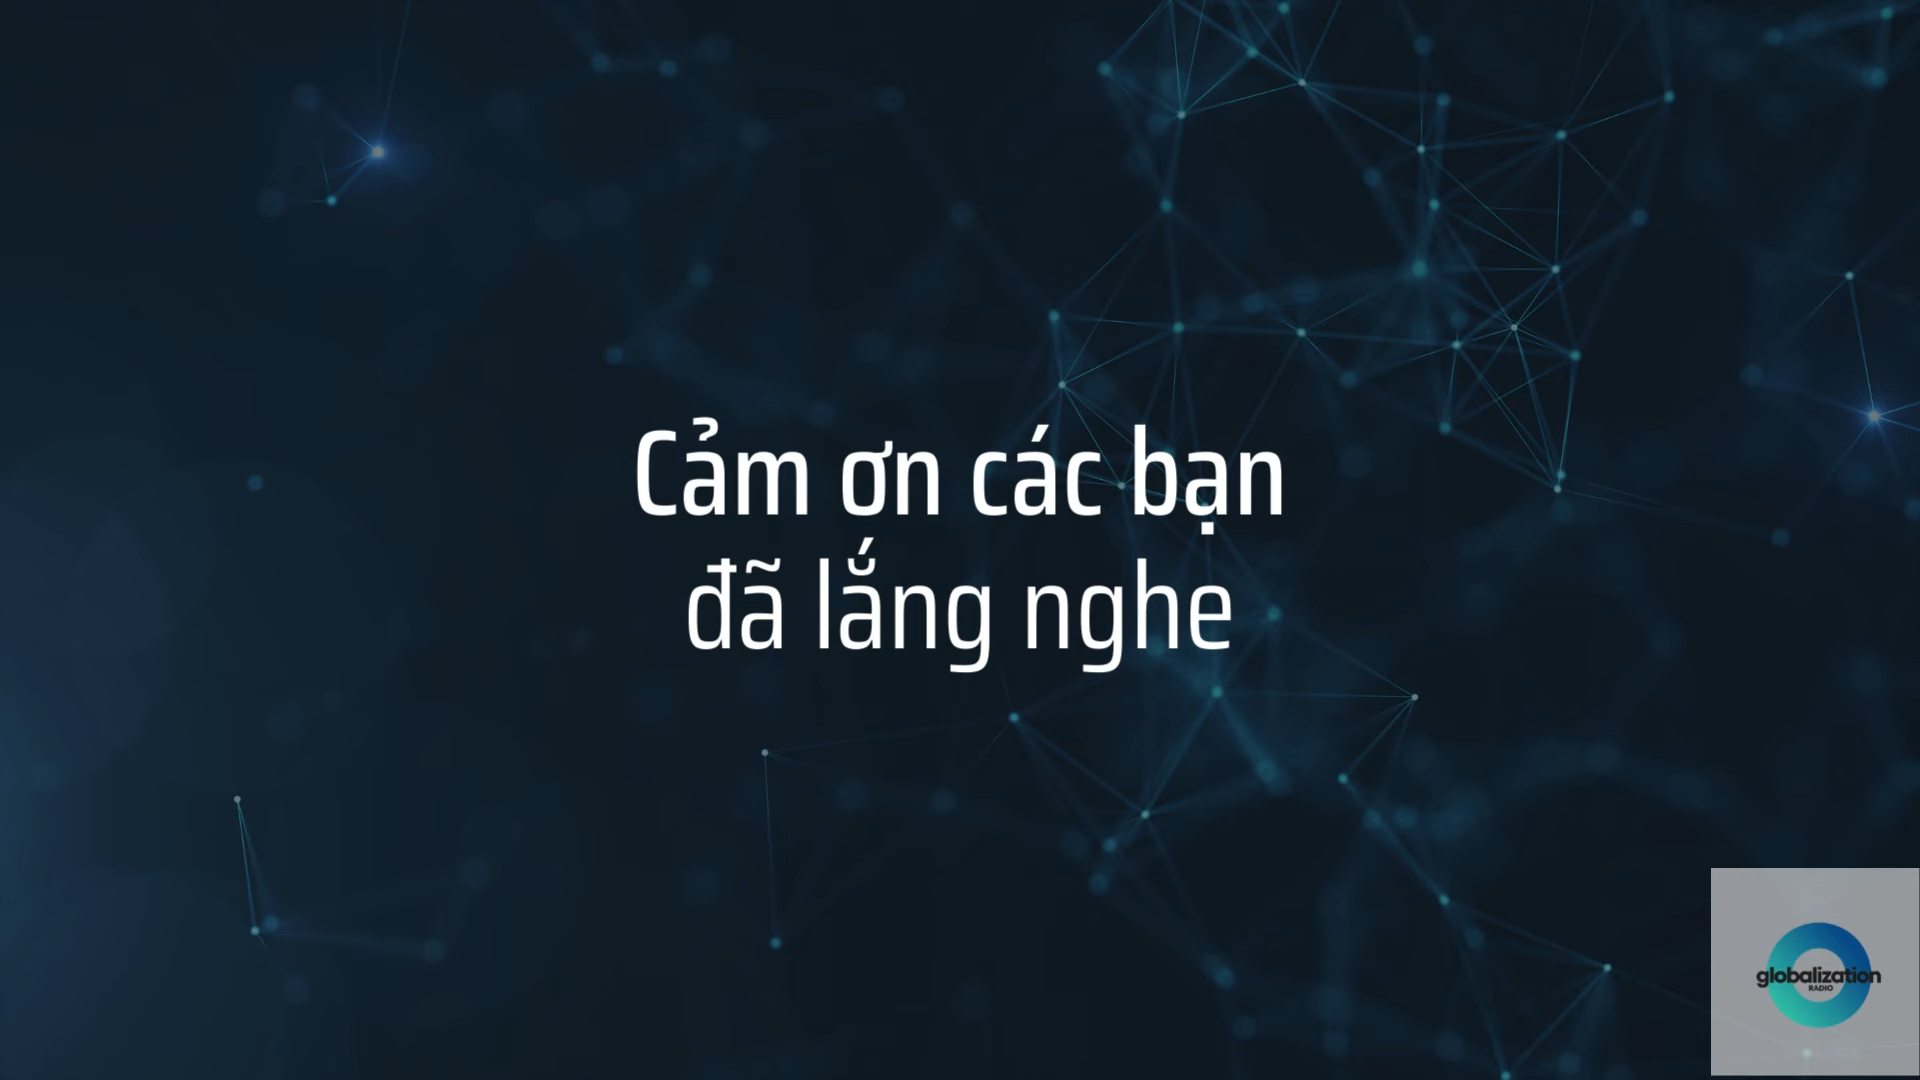 Cảm ơn các bạn
đã lắng nghe
globalization
RADIO